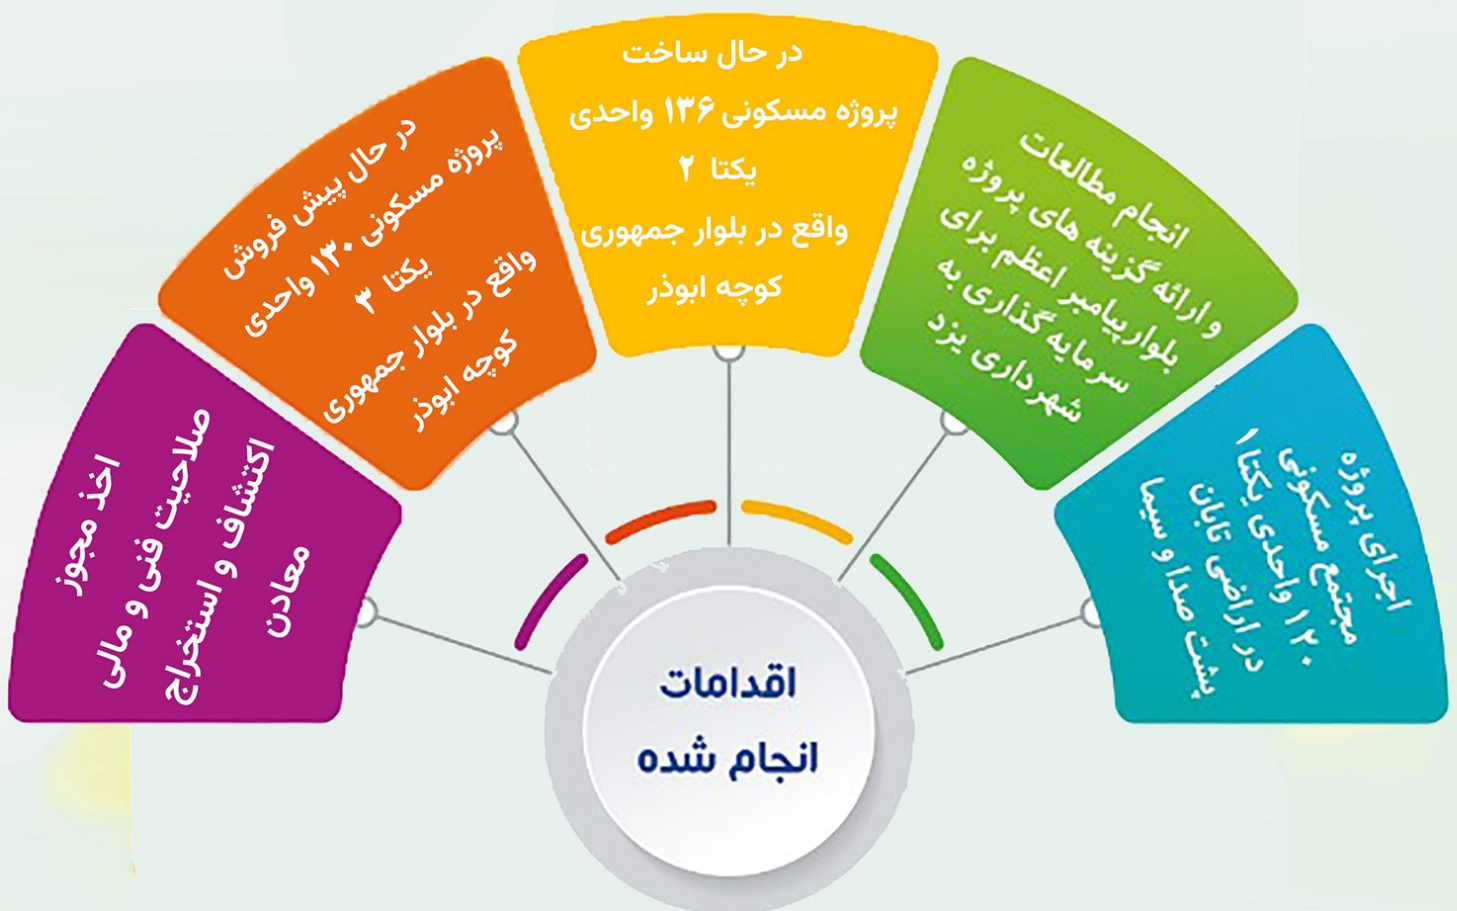 اقدامات
انجام شده
اجرای پروژه
مجتمع مسکونی
۱۲۰ واحدی یکتا۱
در اراضی تابان
پشت صدا و سیما
انجام مطالعات
و ارائه گزینه های پروژه
بلوارپیامبر اعظم برای
سرمایه گذاری به
شهرداری یزد
در حال ساخت
پروژه مسکونی ۱۳۶ واحدی
یکتا ۲
واقع در بلوار جمهوری
کوچه ابوذر
در حال پیش فروش
پروژه مسکونی ۱۳۰ واحدی
یکتا ۳
واقع در بلوار جمهوری
کوچه ابوذر
اخذ مجوز
صلاحیت فنی و مالی
اکتشاف و استخراج
معادن